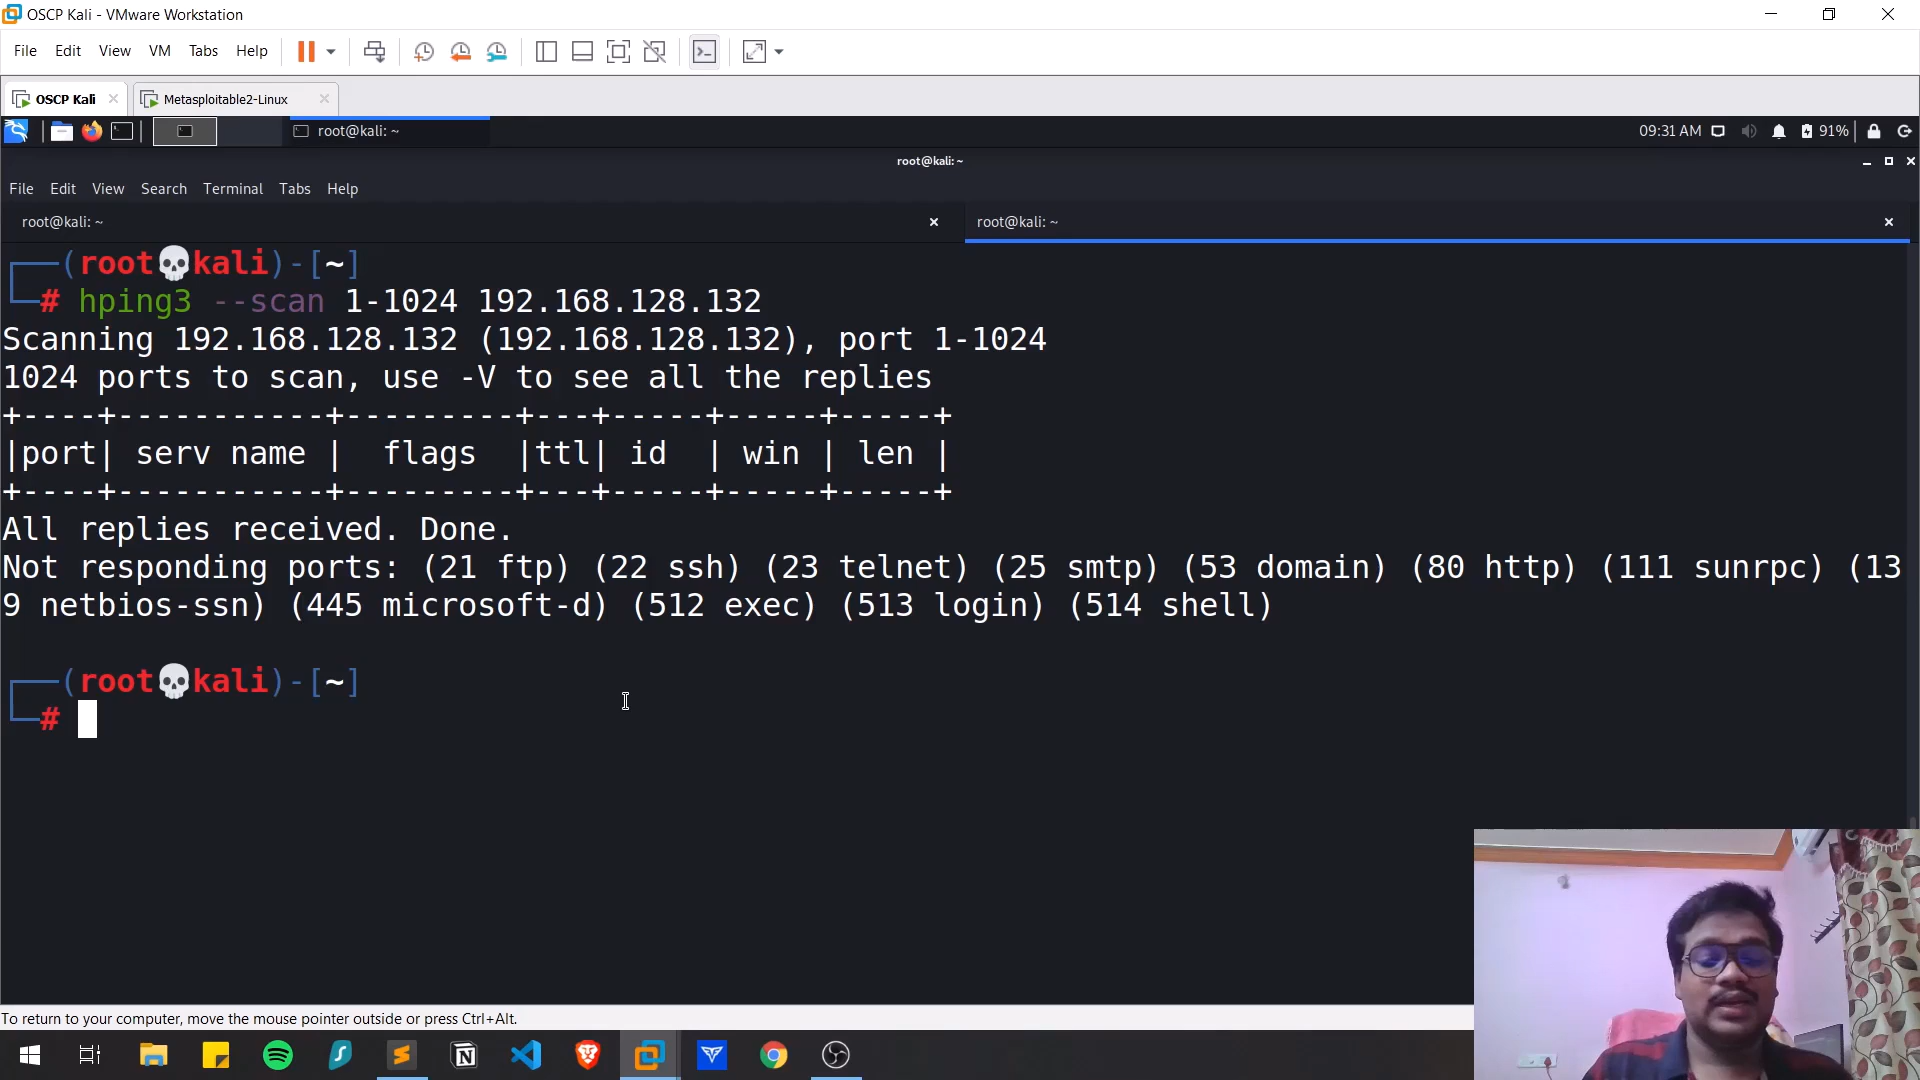 OSCP Kali - VMware Workstation
File Edit View VM Tabs Help
OSCP Kali Metasploitable2-Linux
root@kali: ~ 09:31 AM 91%
root@kali: ~
File Edit View Search Terminal Tabs Help
root@kali: ~ root@kali: ~
(root💀kali)-[~]
# hping3 --scan 1-1024 192.168.128.132
Scanning 192.168.128.132 (192.168.128.132), port 1-1024
1024 ports to scan, use -V to see all the replies
+----+-----------+---------+---+-----+-----+-----+
|port| serv name |  flags  |ttl| id  | win | len |
+----+-----------+---------+---+-----+-----+-----+
All replies received. Done.
Not responding ports: (21 ftp) (22 ssh) (23 telnet) (25 smtp) (53 domain) (80 http) (111 sunrpc) (13
9 netbios-ssn) (445 microsoft-d) (512 exec) (513 login) (514 shell)
(root💀kali)-[~]
#
To return to your computer, move the mouse pointer outside or press Ctrl+Alt.